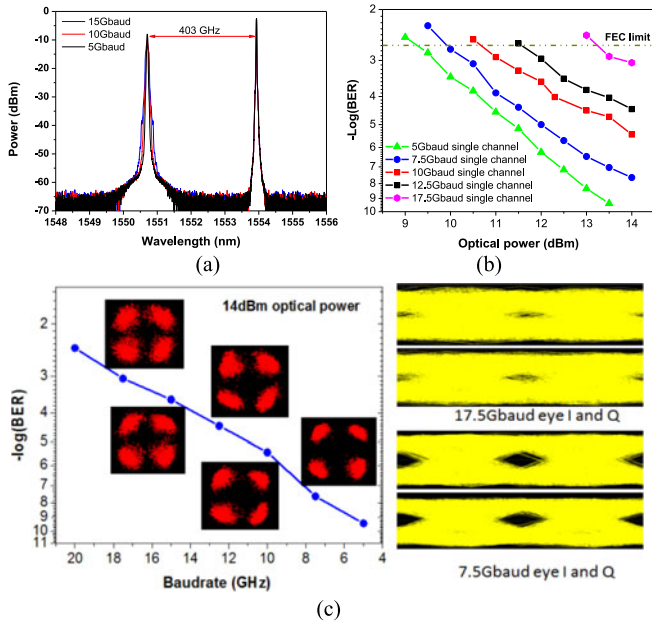 15Gbaud
10Gbaud
5Gbaud
403 GHz
Power (dBm)
0
-10
-20
-30
-40
-50
-60
-70
1548 1549 1550 1551 1552 1553 1554 1555 1556
Wavelength (nm)
(a)
FEC limit
-Log(BER)
2
3
4
5
6
7
8
9
10
5Gbaud single channel
7.5Gbaud single channel
10Gbaud single channel
12.5Gbaud single channel
17.5Gbaud single channel
9 10 11 12 13 14
Optical power (dBm)
(b)
14dBm optical power
-log(BER)
2
3
4
5
6
7
8
9
10
11
20 18 16 14 12 10 8 6 4
Baudrate (GHz)
17.5Gbaud eye I and Q
7.5Gbaud eye I and Q
(c)